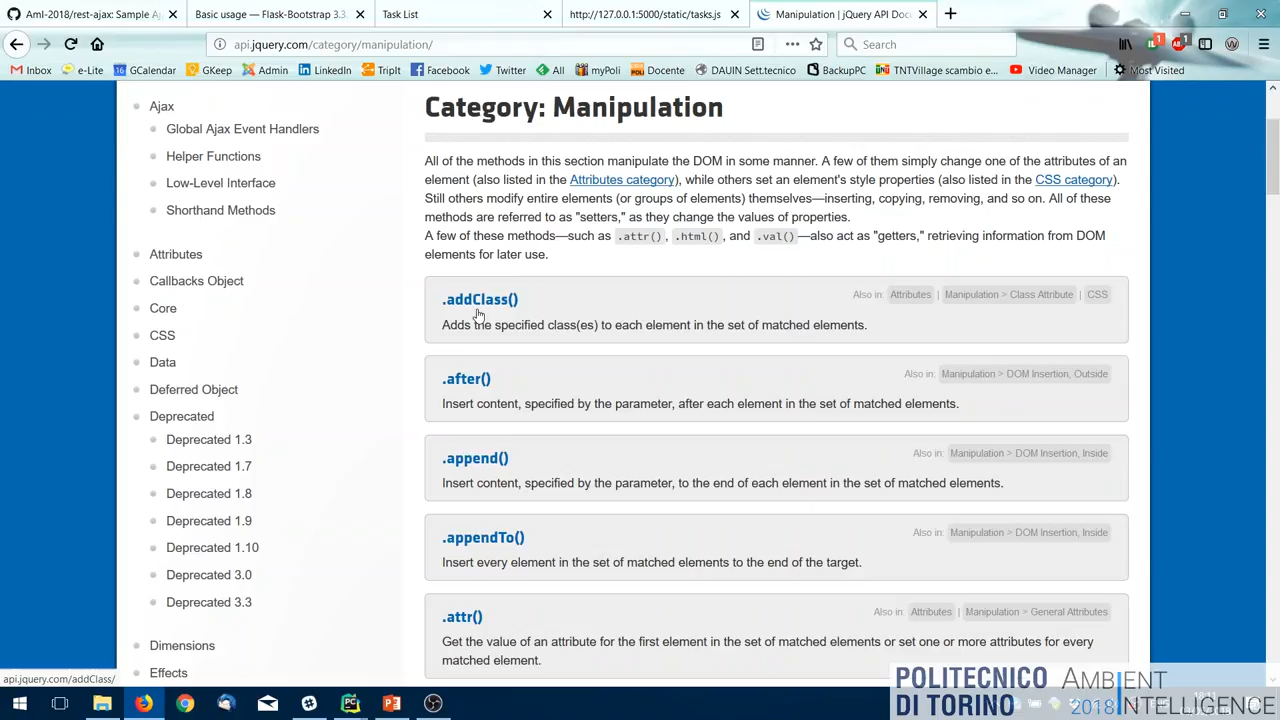 Aml-2018/rest-ajax: Sample Aj
Basic usage — Flask-Bootstrap 3.3.
Task List
http://127.0.0.1:5000/static/tasks.js
Manipulation | jQuery API Docu
api.jquery.com/category/manipulation/
Search
Inbox
e-Lite
GCalendar
GKeep
Admin
LinkedIn
TripIt
Facebook
Twitter
All
myPoli
Docente
DAUIN Sett.tecnico
BackupPC
TNTVillage scambio e...
Video Manager
Most Visited
Ajax
Global Ajax Event Handlers
Helper Functions
Low-Level Interface
Shorthand Methods
Attributes
Callbacks Object
Core
CSS
Data
Deferred Object
Deprecated
Deprecated 1.3
Deprecated 1.7
Deprecated 1.8
Deprecated 1.9
Deprecated 1.10
Deprecated 3.0
Deprecated 3.3
Dimensions
Effects
Category: Manipulation
All of the methods in this section manipulate the DOM in some manner. A few of them simply change one of the attributes of an
element (also listed in the Attributes category), while others set an element's style properties (also listed in the CSS category).
Still others modify entire elements (or groups of elements) themselves—inserting, copying, removing, and so on. All of these
methods are referred to as "setters," as they change the values of properties.
A few of these methods—such as .attr(), .html(), and .val()—also act as "getters," retrieving information from DOM
elements for later use.
.addClass()
Also in: Attributes | Manipulation > Class Attribute | CSS
Adds the specified class(es) to each element in the set of matched elements.
.after()
Also in: Manipulation > DOM Insertion, Outside
Insert content, specified by the parameter, after each element in the set of matched elements.
.append()
Also in: Manipulation > DOM Insertion, Inside
Insert content, specified by the parameter, to the end of each element in the set of matched elements.
.appendTo()
Also in: Manipulation > DOM Insertion, Inside
Insert every element in the set of matched elements to the end of the target.
.attr()
Also in: Attributes | Manipulation > General Attributes
Get the value of an attribute for the first element in the set of matched elements or set one or more attributes for every
matched element.
api.jquery.com/addClass/
POLITECNICO
DI TORINO
AMBIENT
2018 INTELLIGENCE